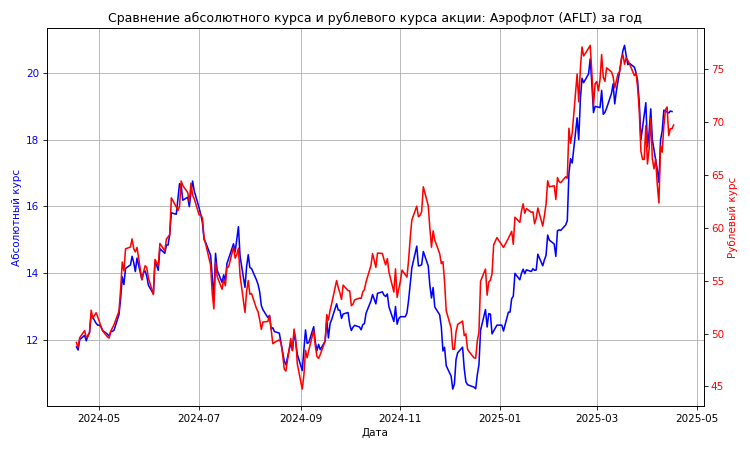 Сравнение абсолютного курса и рублевого курса акции: Аэрофлот (AFLT) за год
Абсолютный курс
20
18
16
14
12
Рублевый курс
75
70
65
60
55
50
45
2024-05 2024-07 2024-09 2024-11 2025-01 2025-03 2025-05
Дата